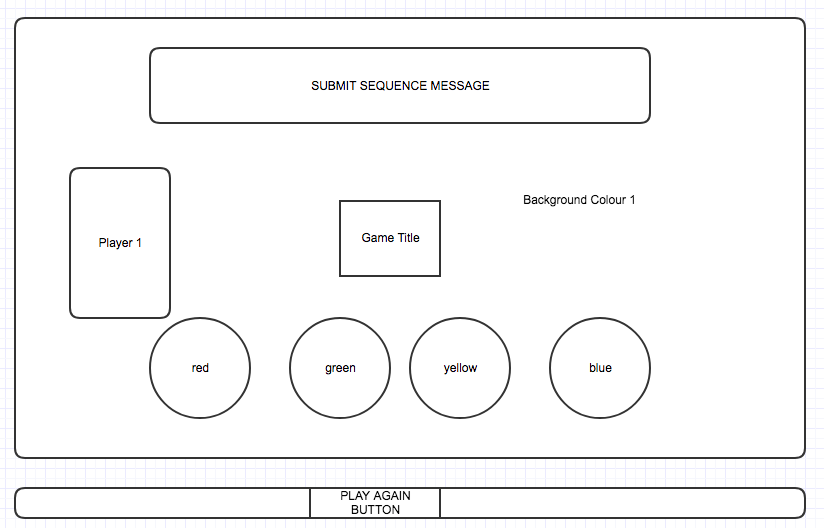 SUBMIT SEQUENCE MESSAGE
Background Colour 1
Player 1
Game Title
red
green
yellow
blue
PLAY AGAIN
BUTTON